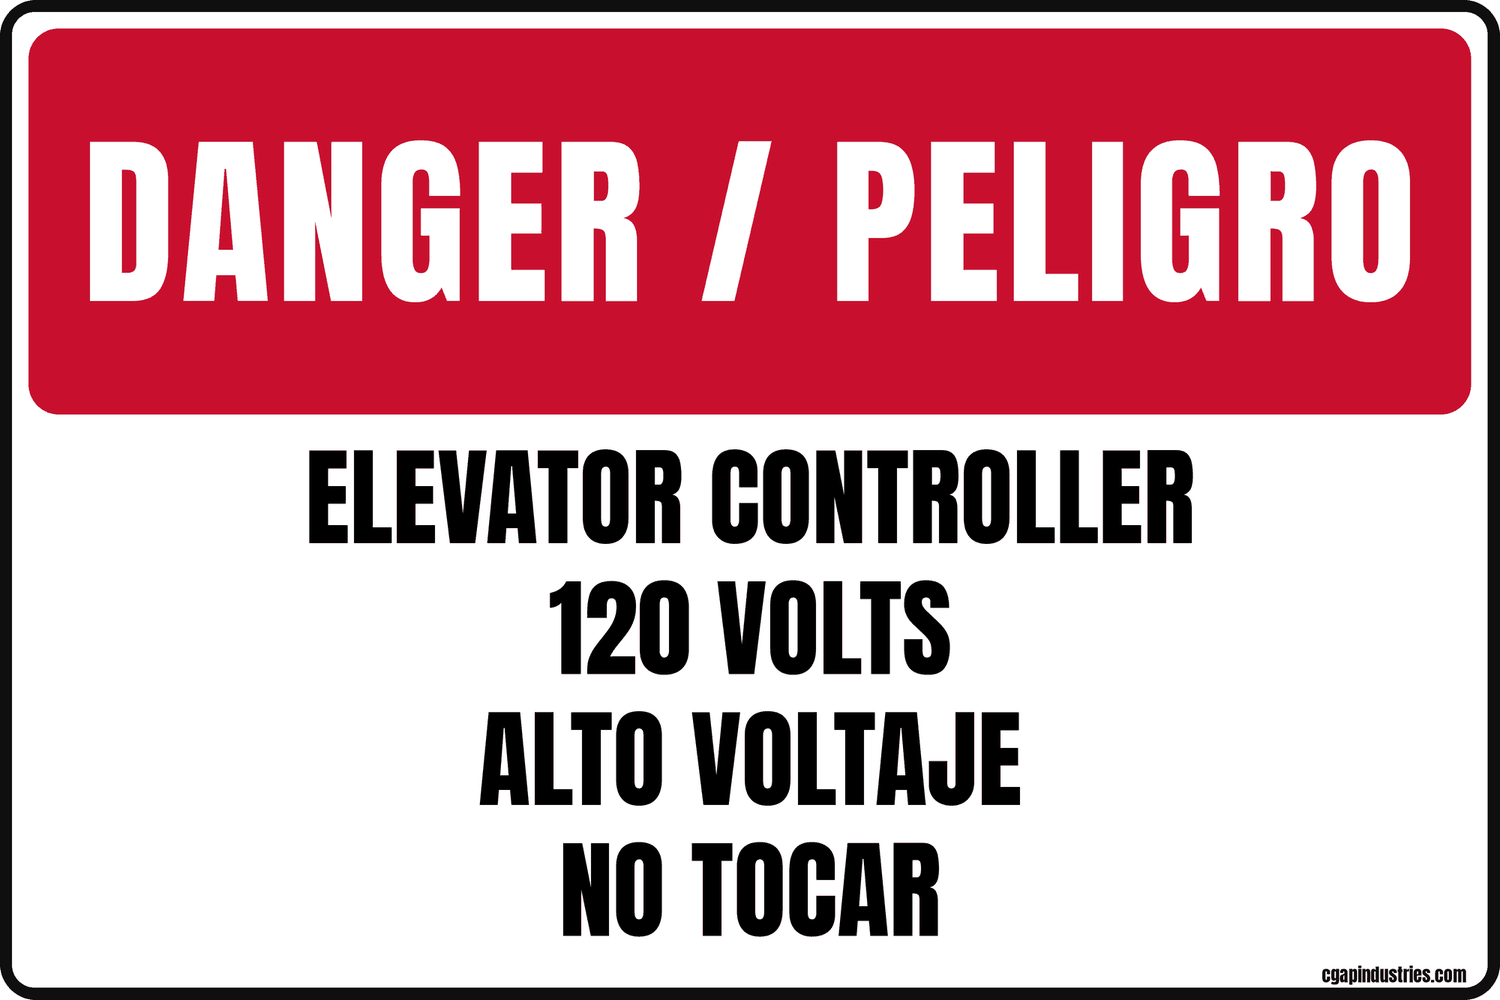 DANGER / PELIGRO
ELEVATOR CONTROLLER
120 VOLTS
ALTO VOLTAJE
NO TOCAR
cgapindustries.com